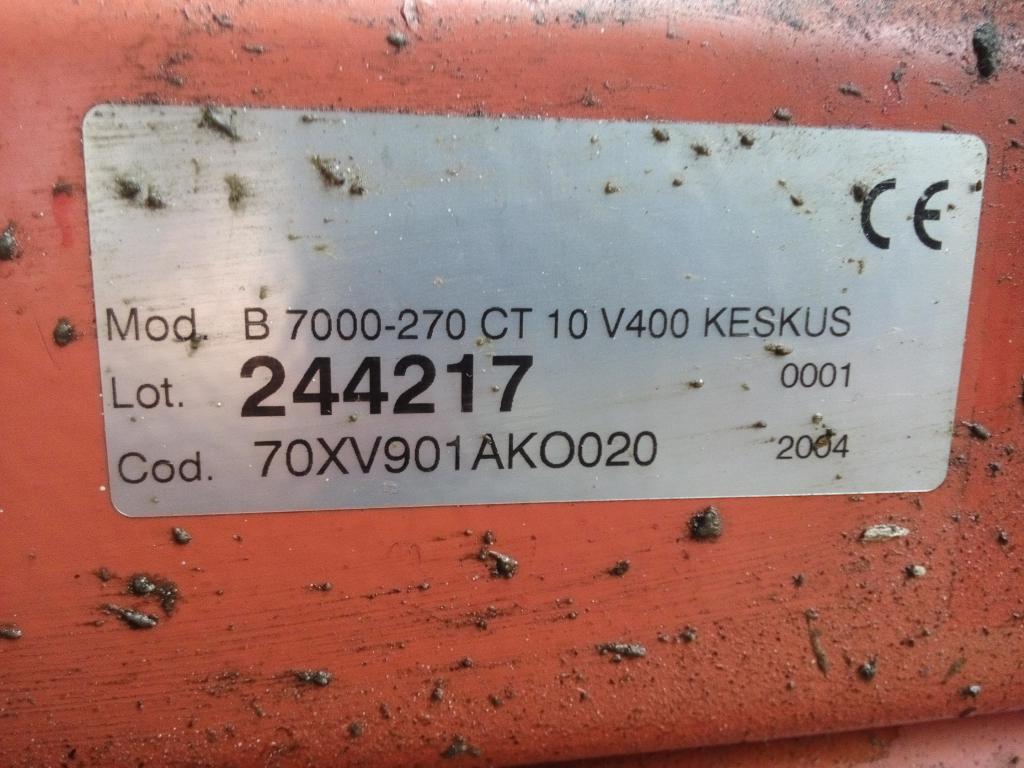 CE
Mod. B 7000-270 CT 10 V400 KESKUS
Lot. 244217 0001
Cod. 70XV901AKO020 2004